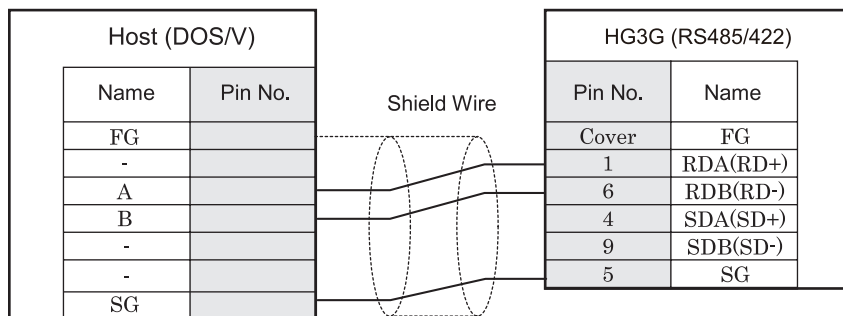 Host (DOS/V)
Name Pin No.
FG
-
A
B
-
-
SG
Shield Wire
HG3G (RS485/422)
Pin No. Name
Cover FG
1 RDA(RD+)
6 RDB(RD-)
4 SDA(SD+)
9 SDB(SD-)
5 SG